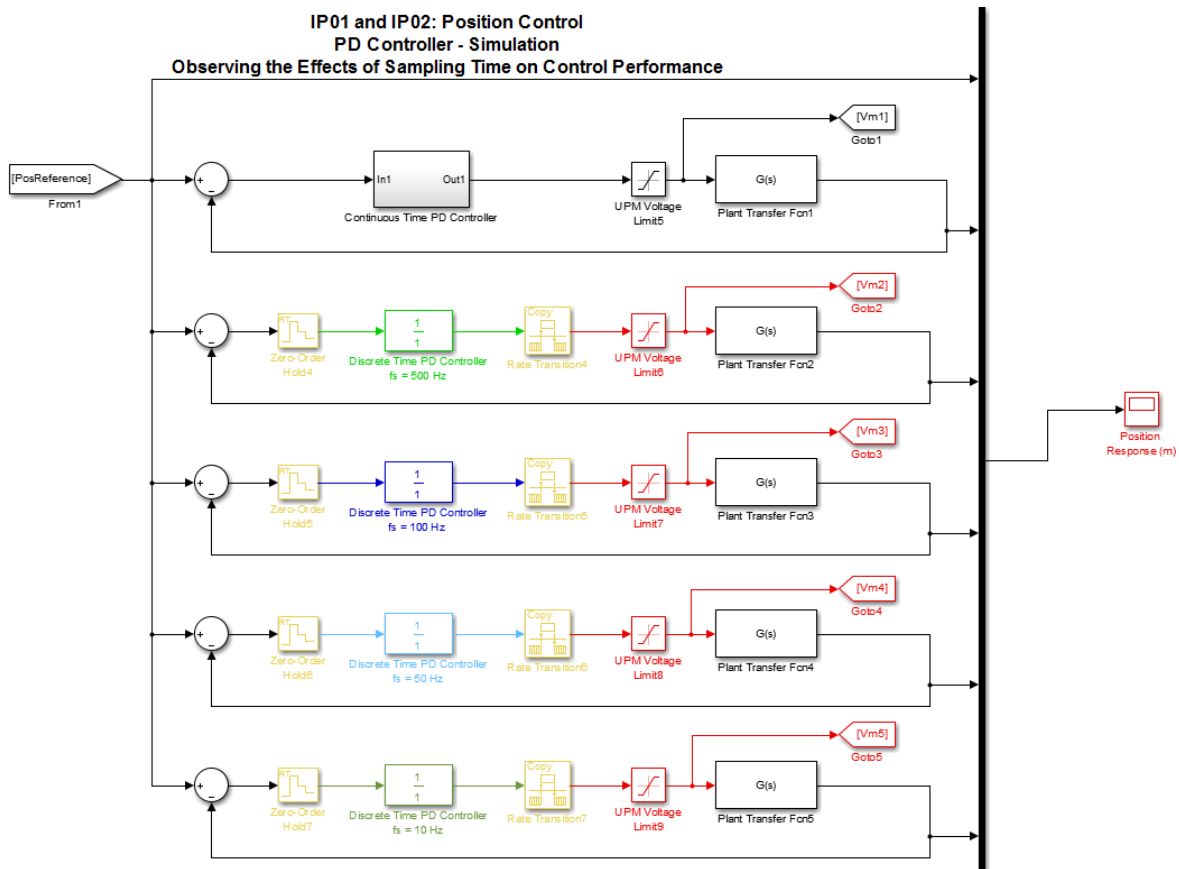 IP01 and IP02: Position Control
PD Controller - Simulation
Observing the Effects of Sampling Time on Control Performance
[PosReference]
From1
+
−
In1
Out1
Continuous Time PD Controller
UPM Voltage
Limit5
[Vm1]
Goto1
G(s)
Plant Transfer Fcn1
+
−
RT
Zero-Order
Hold4
1
1
Discrete Time PD Controller
fs = 500 Hz
Copy
Rate Transition4
UPM Voltage
Limit6
[Vm2]
Goto2
G(s)
Plant Transfer Fcn2
+
−
RT
Zero-Order
Hold5
1
1
Discrete Time PD Controller
fs = 100 Hz
Copy
Rate Transition5
UPM Voltage
Limit7
[Vm3]
Goto3
G(s)
Plant Transfer Fcn3
Position
Response (m)
+
−
RT
Zero-Order
Hold6
1
1
Discrete Time PD Controller
fs = 50 Hz
Copy
Rate Transition6
UPM Voltage
Limit8
[Vm4]
Goto4
G(s)
Plant Transfer Fcn4
+
−
RT
Zero-Order
Hold7
1
1
Discrete Time PD Controller
fs = 10 Hz
Copy
Rate Transition7
UPM Voltage
Limit9
[Vm5]
Goto5
G(s)
Plant Transfer Fcn5